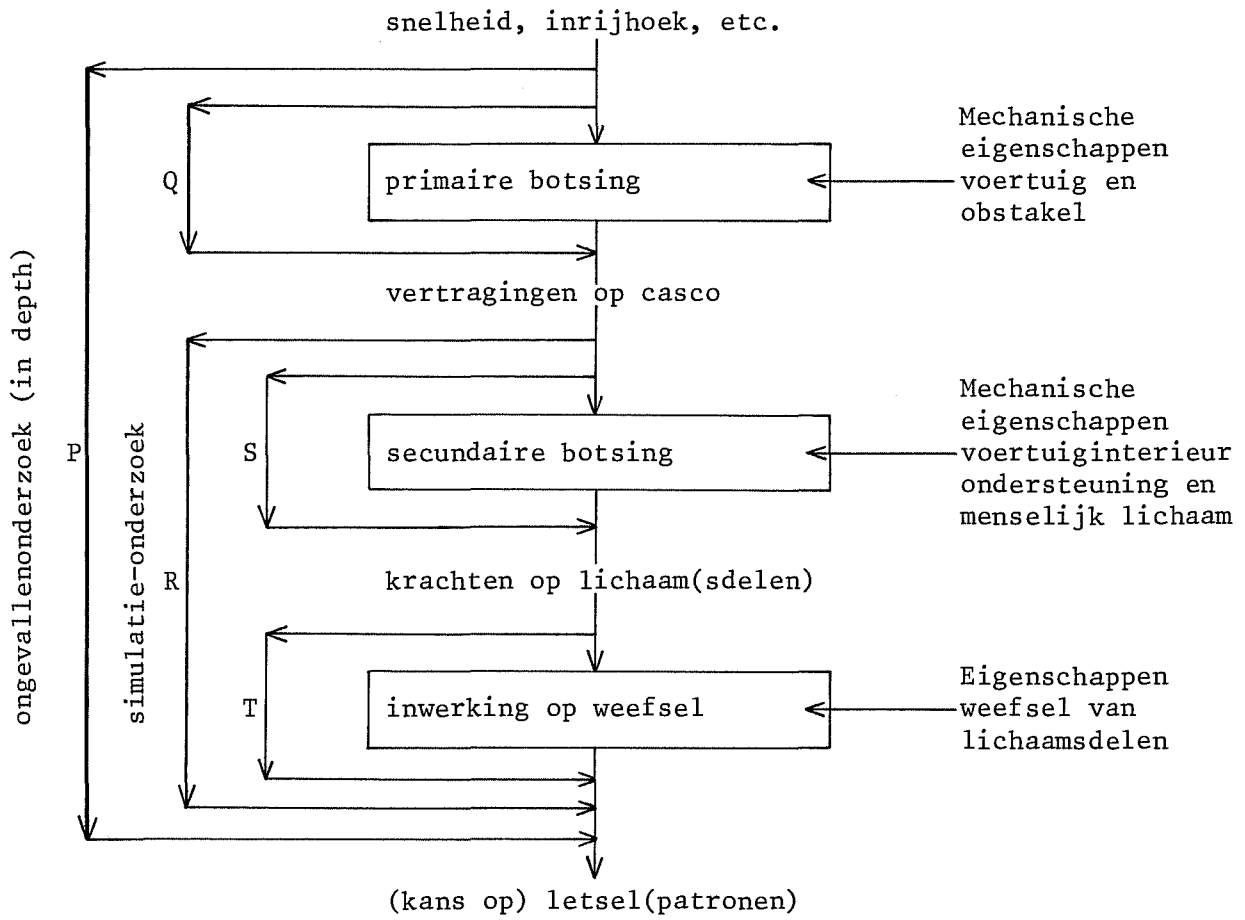 snelheid, inrijhoek, etc.
Mechanische
eigenschappen
voertuig en
obstakel
Q
primaire botsing
vertragingen op casco
ongevallenonderzoek (in depth)
P
simulatie-onderzoek
R
S
secundaire botsing
Mechanische
eigenschappen
voertuiginterieur
ondersteuning en
menselijk lichaam
krachten op lichaam(sdelen)
T
inwerking op weefsel
Eigenschappen
weefsel van
lichaamsdelen
(kans op) letsel(patronen)